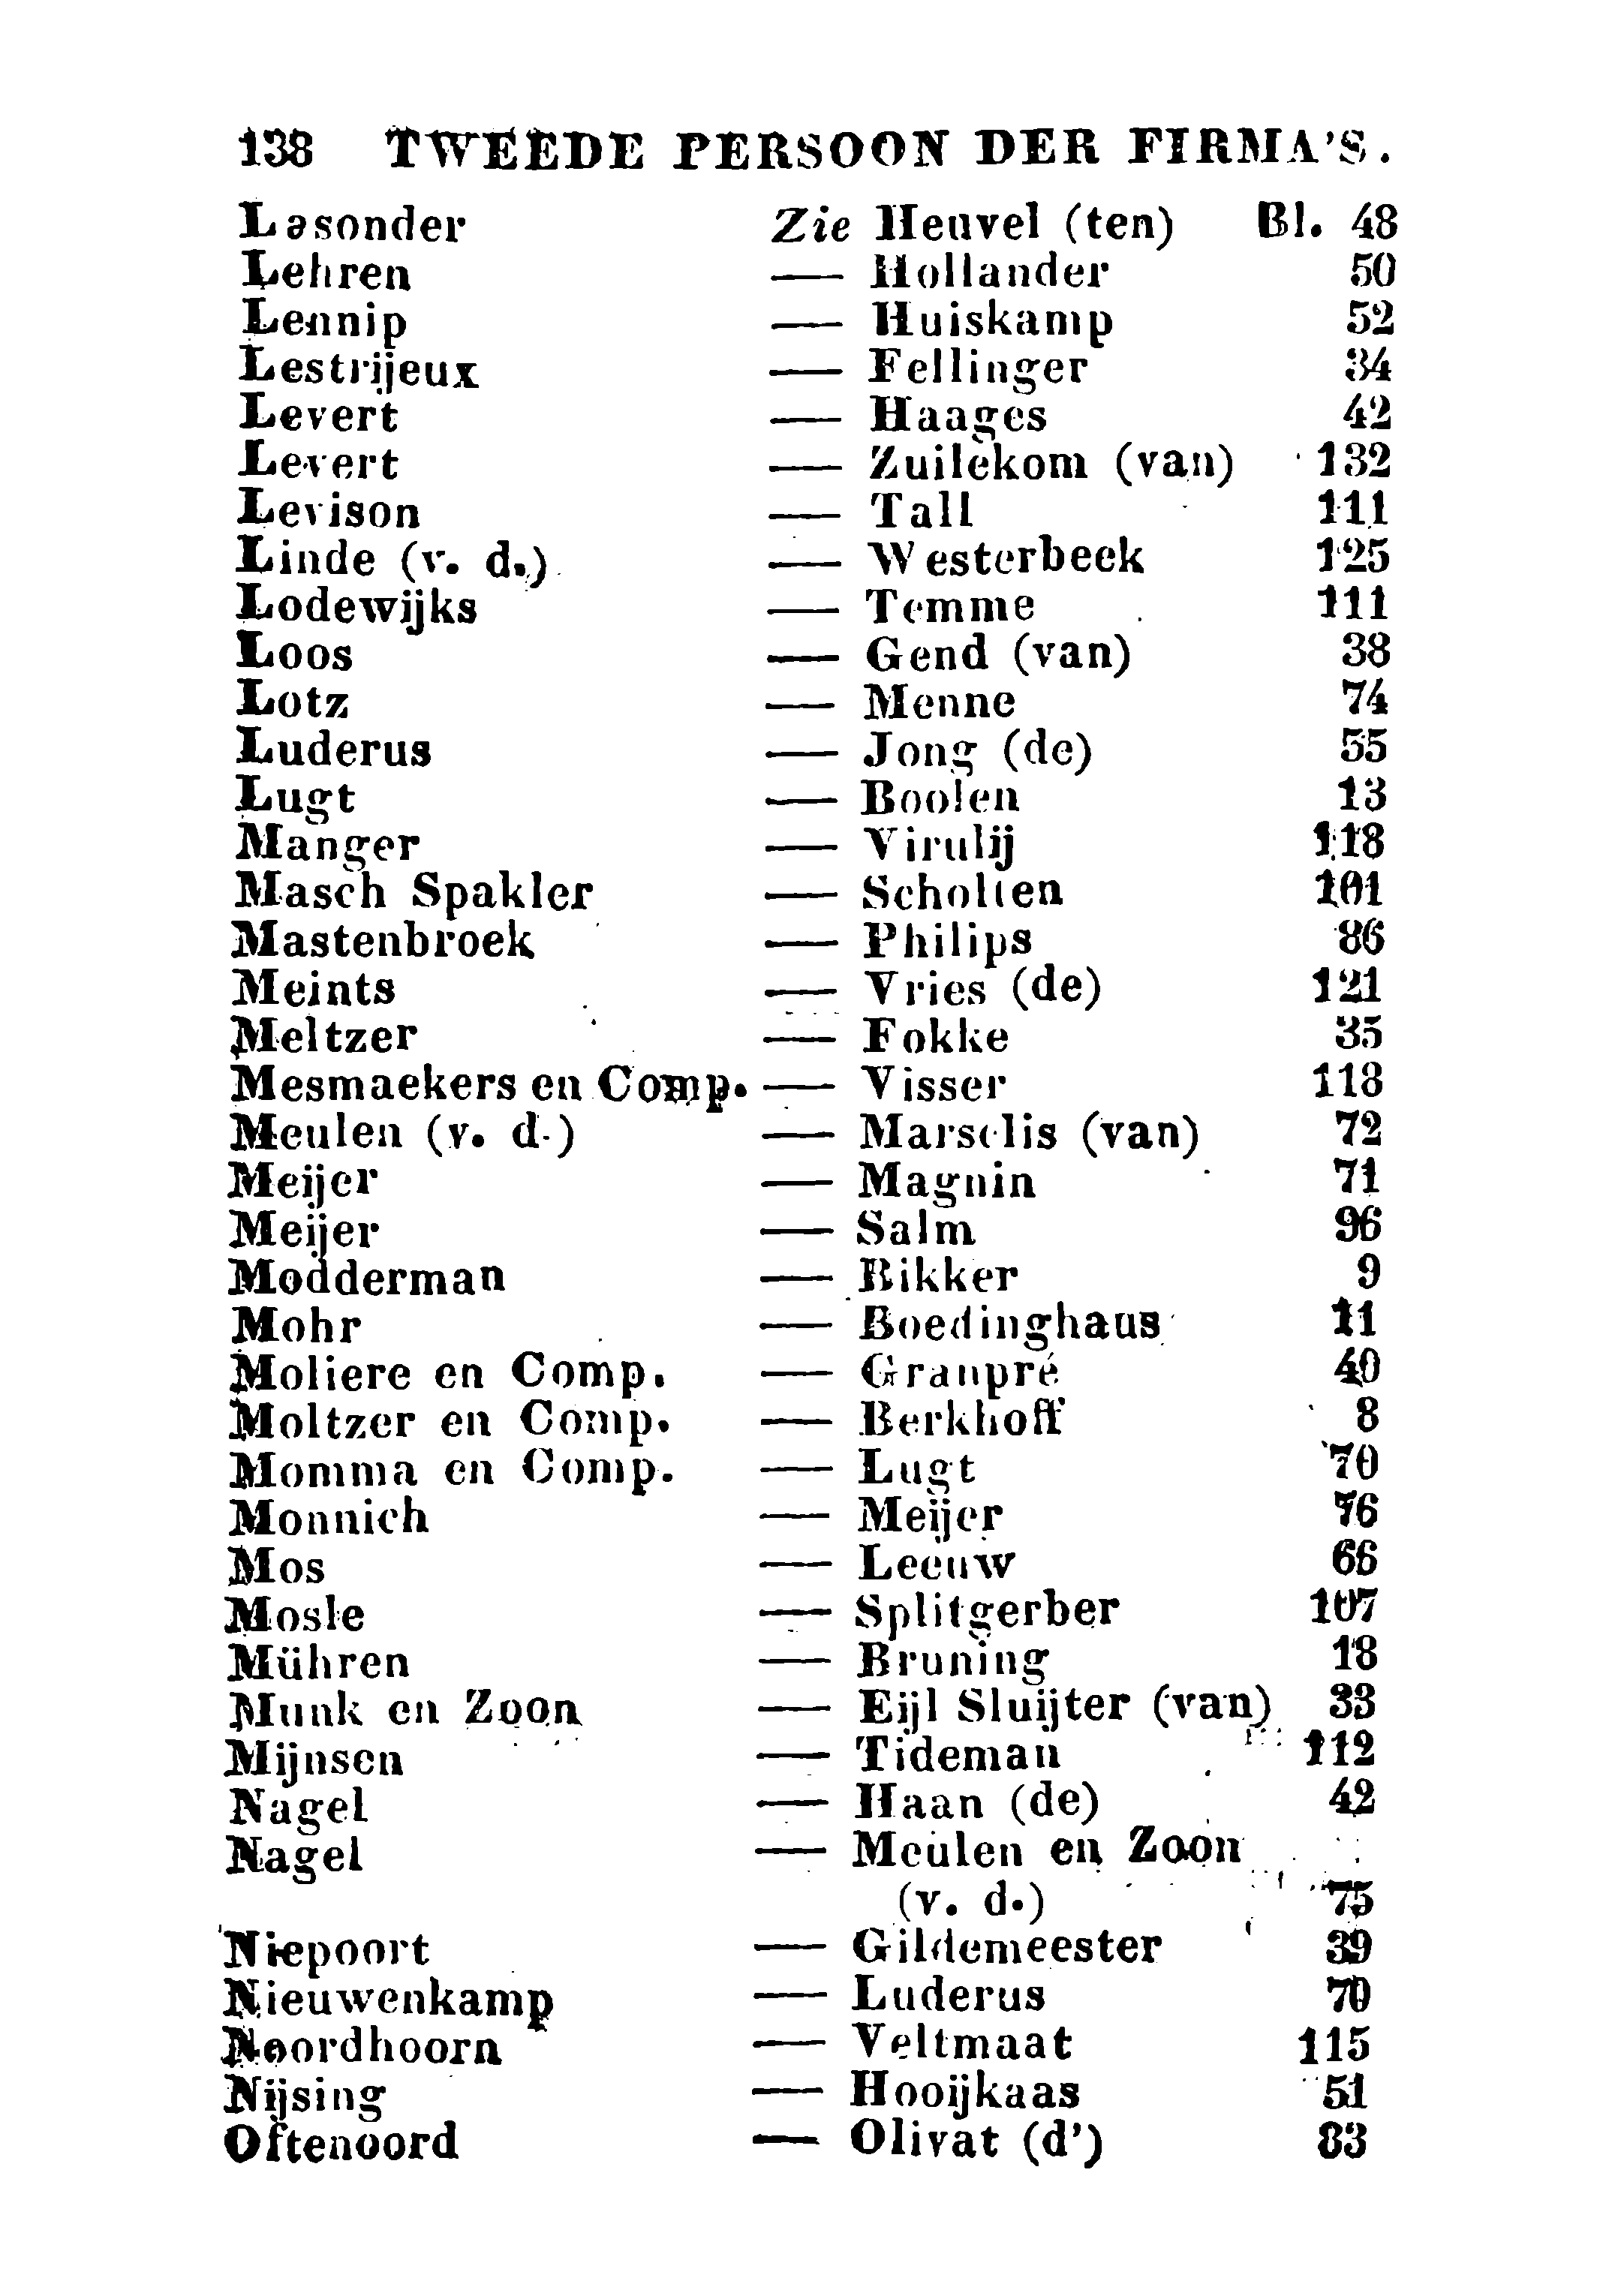 138 TWEEDE PERSOON DER FIRMA'S.
Lasonder Zie Heuvel (ten) Bl. 48
Lehren — Hollander 50
Lennip — Huiskamp 52
Lestrijeux — Fellinger 34
Levert — Haages 42
Levert — Zuilekom (van) 132
Levison — Tall 111
Linde (v. d.) — Westerbeek 125
Lodewijks — Temme 111
Loos — Gend (van) 38
Lotz — Menne 74
Luderus — Jong (de) 55
Lugt — Boolen 13
Manger — Virulij 118
Masch Spakler — Scholten 101
Mastenbroek — Philips 86
Meints — Vries (de) 121
Meltzer — Fokke 35
Mesmaekers en Comp. — Visser 118
Meulen (v. d.) — Marselis (van) 72
Meijer — Magnin 71
Meijer — Salm 96
Modderman — Bikker 9
Mohr — Boedinghaus 11
Moliere en Comp. — Granpré 40
Moltzer en Comp. — Berkhoff 8
Momma en Comp. — Lugt 70
Monnich — Meijer 76
Mos — Leeuw 66
Mosle — Splitgerber 107
Mühren — Bruning 18
Munk en Zoon — Eijl Sluijter (van) 33
Mijnsen — Tideman 112
Nagel — Haan (de) 42
Nagel — Meulen en Zoon
(v. d.) 75
Niepoort — Gildemeester 39
Nieuwenkamp — Luderus 70
Noordhoorn — Veltmaat 115
Nijsing — Hooijkaas 51
Oftenoord — Olivat (d') 83